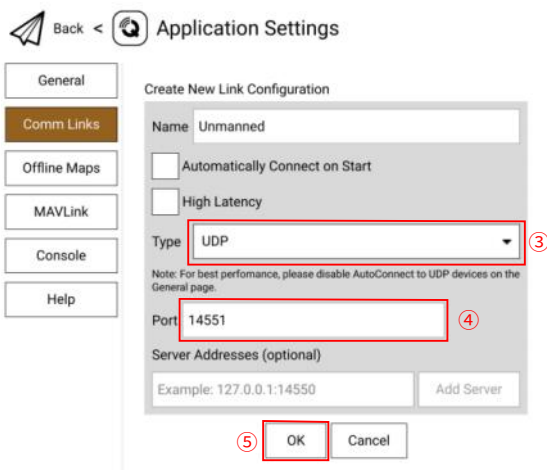 Back < Application Settings
General
Comm Links
Offline Maps
MAVLink
Console
Help
Create New Link Configuration
Name Unmanned
Automatically Connect on Start
High Latency
Type UDP ③
Note: For best perfomance, please disable AutoConnect to UDP devices on the
General page.
Port 14551 ④
Server Addresses (optional)
Example: 127.0.0.1:14550 Add Server
⑤ OK Cancel